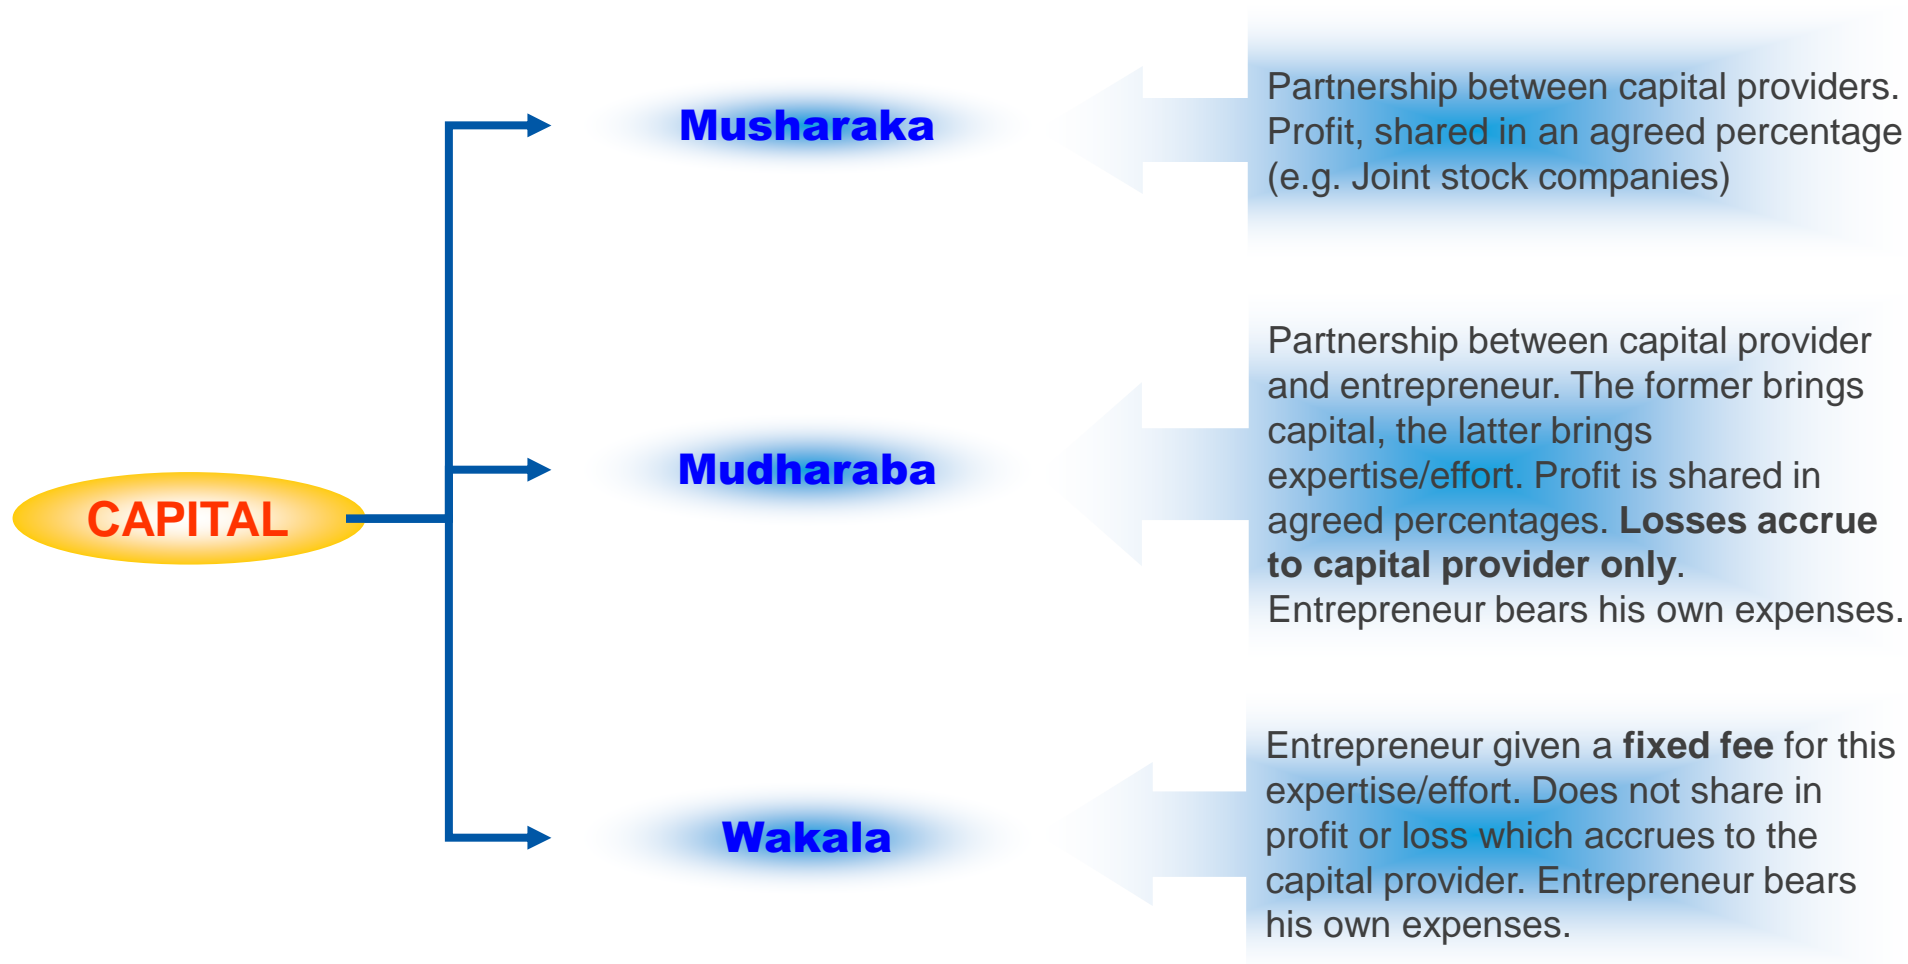 Musharaka
Partnership between capital providers.
Profit, shared in an agreed percentage
(e.g. Joint stock companies)
CAPITAL
Mudharaba
Partnership between capital provider
and entrepreneur. The former brings
capital, the latter brings
expertise/effort. Profit is shared in
agreed percentages. Losses accrue
to capital provider only.
Entrepreneur bears his own expenses.
Wakala
Entrepreneur given a fixed fee for this
expertise/effort. Does not share in
profit or loss which accrues to the
capital provider. Entrepreneur bears
his own expenses.